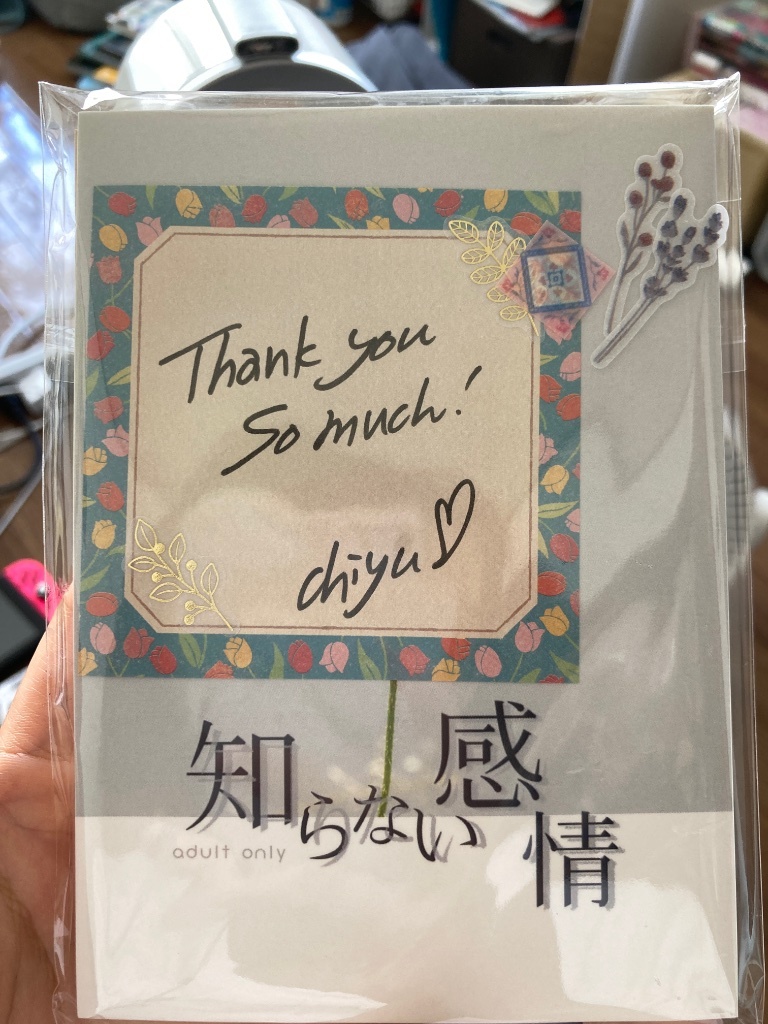 Thank you
So much!
chiyu♡
知らない感情
adult only